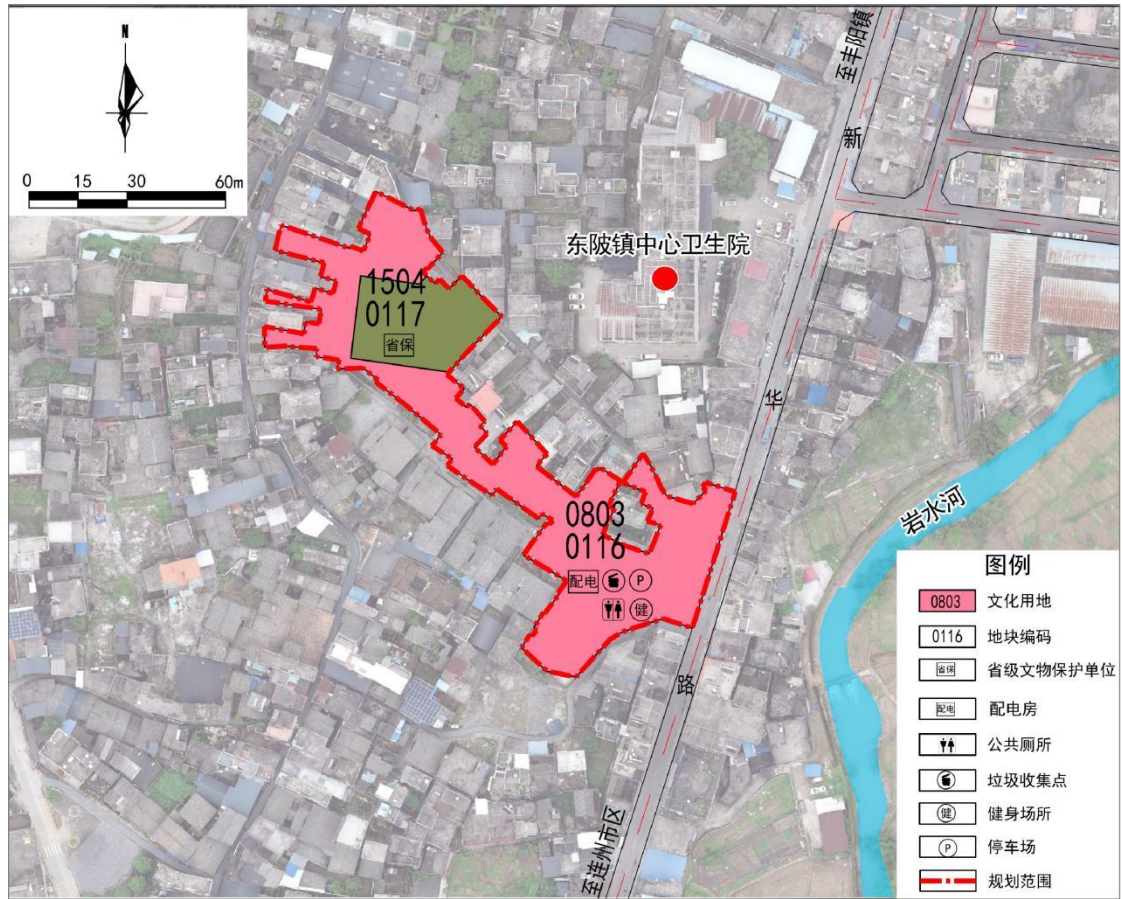 N
0 15 30 60m
至丰阳镇
新
华
路
至连州市区
东陂镇中心卫生院
1504
0117
省保
0803
0116
配电
P
健
岩水河
图例
0803 文化用地
0116 地块编码
省保 省级文物保护单位
配电 配电房
公共厕所
垃圾收集点
健 健身场所
P 停车场
规划范围